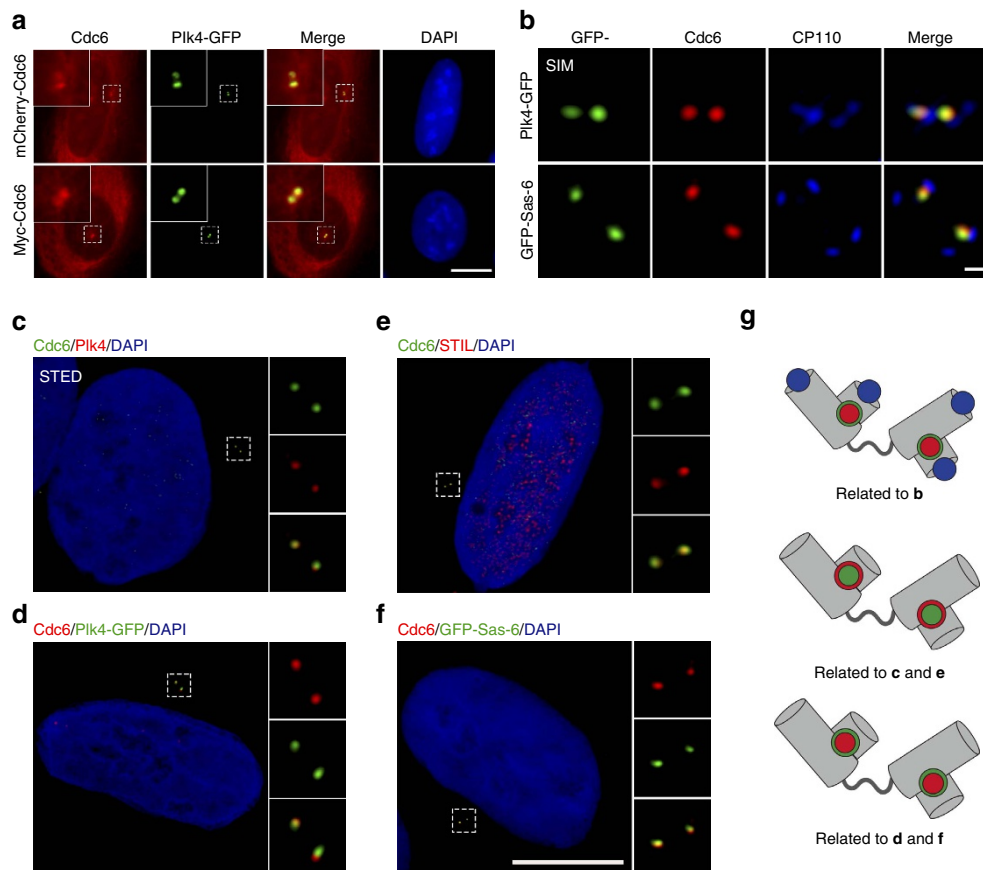 a
Cdc6 Plk4-GFP Merge DAPI
mCherry-Cdc6
Myc-Cdc6
b
GFP- Cdc6 CP110 Merge
SIM
Plk4-GFP
GFP-Sas-6
c
Cdc6/Plk4/DAPI
STED
d
Cdc6/Plk4-GFP/DAPI
e
Cdc6/STIL/DAPI
f
Cdc6/GFP-Sas-6/DAPI
g
Related to b
Related to c and e
Related to d and f